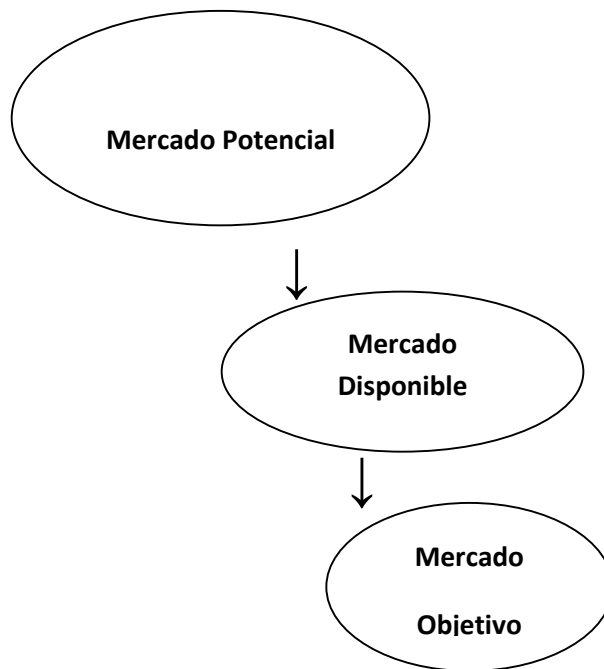 Mercado Potencial
Mercado
Disponible
Mercado
Objetivo